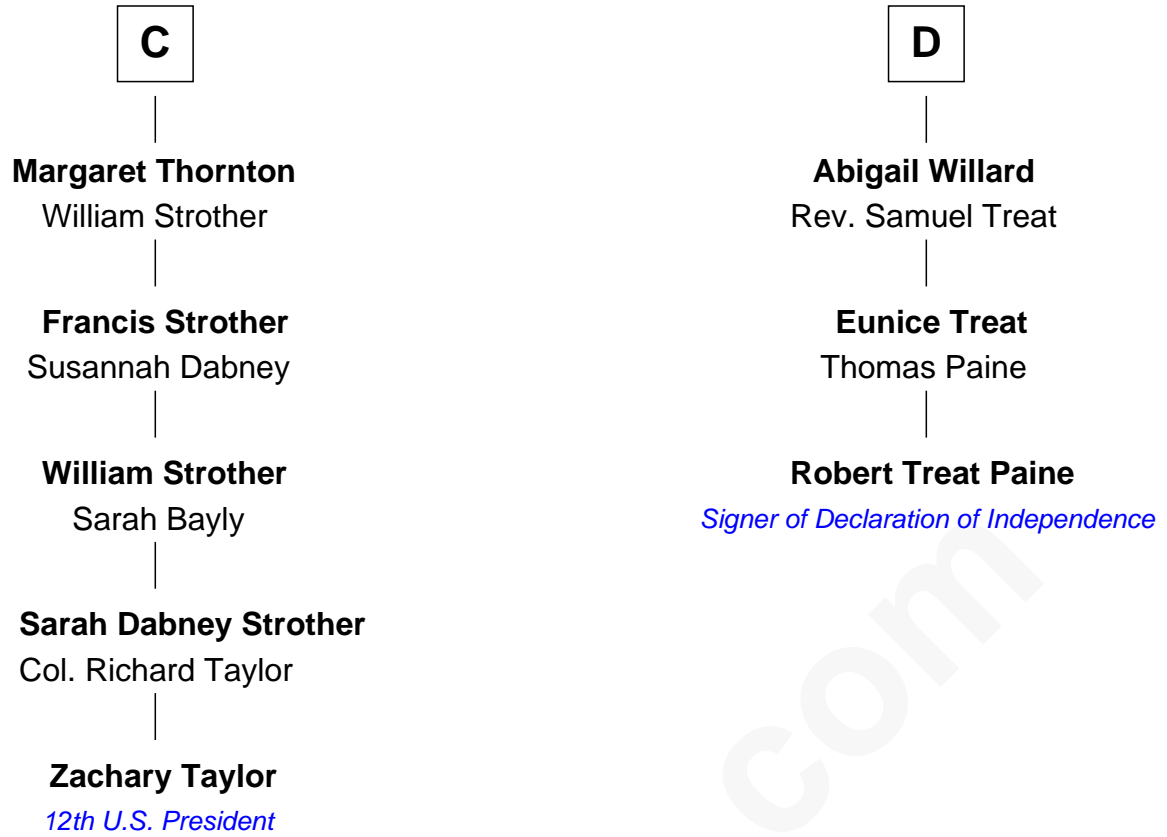 C
Margaret Thornton
William Strother
Francis Strother
Susannah Dabney
William Strother
Sarah Bayly
Sarah Dabney Strother
Col. Richard Taylor
Zachary Taylor
12th U.S. President
D
Abigail Willard
Rev. Samuel Treat
Eunice Treat
Thomas Paine
Robert Treat Paine
Signer of Declaration of Independence
com